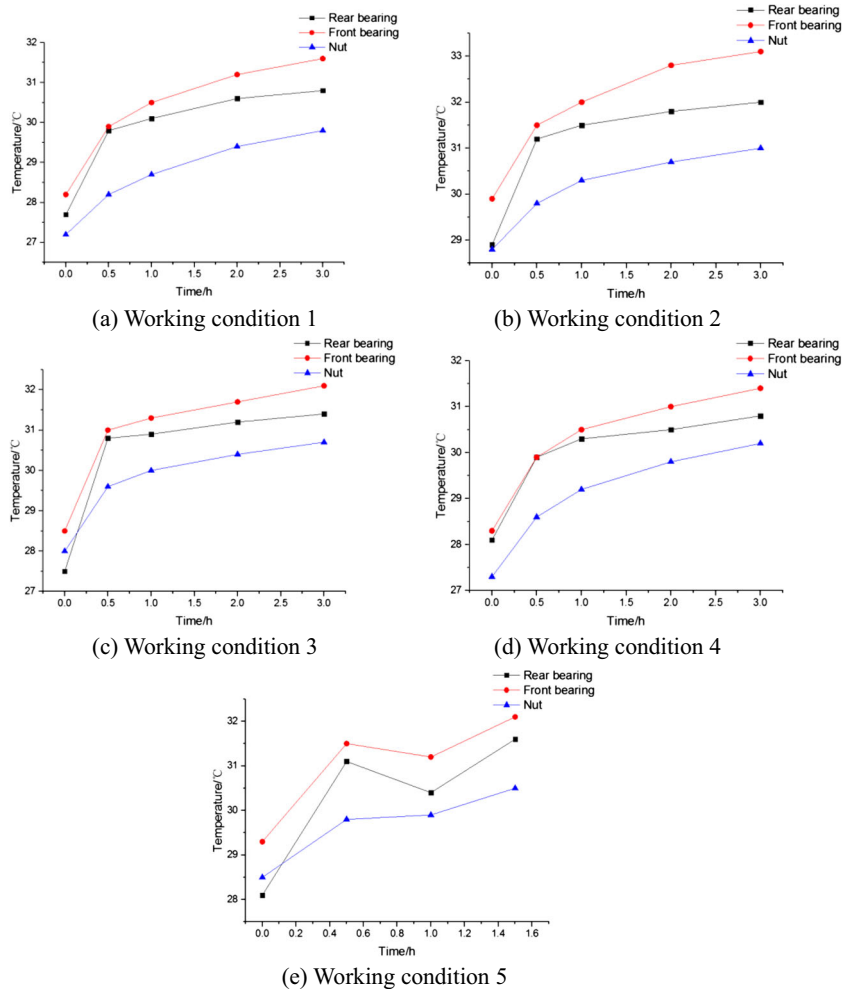 Rear bearing
Front bearing
Nut
32
31
30
29
28
27
Temperature/℃
0.0 0.5 1.0 1.5 2.0 2.5 3.0
Time/h
(a) Working condition 1
Rear bearing
Front bearing
Nut
33
32
31
30
29
Temperature/℃
0.0 0.5 1.0 1.5 2.0 2.5 3.0
Time/h
(b) Working condition 2
Rear bearing
Front bearing
Nut
32
31
30
29
28
27
Temperature/℃
0.0 0.5 1.0 1.5 2.0 2.5 3.0
Time/h
(c) Working condition 3
Rear bearing
Front bearing
Nut
32
31
30
29
28
27
Temperature/℃
0.0 0.5 1.0 1.5 2.0 2.5 3.0
Time/h
(d) Working condition 4
Rear bearing
Front bearing
Nut
32
31
30
29
28
Temperature/℃
0.0 0.2 0.4 0.6 0.8 1.0 1.2 1.4 1.6
Time/h
(e) Working condition 5